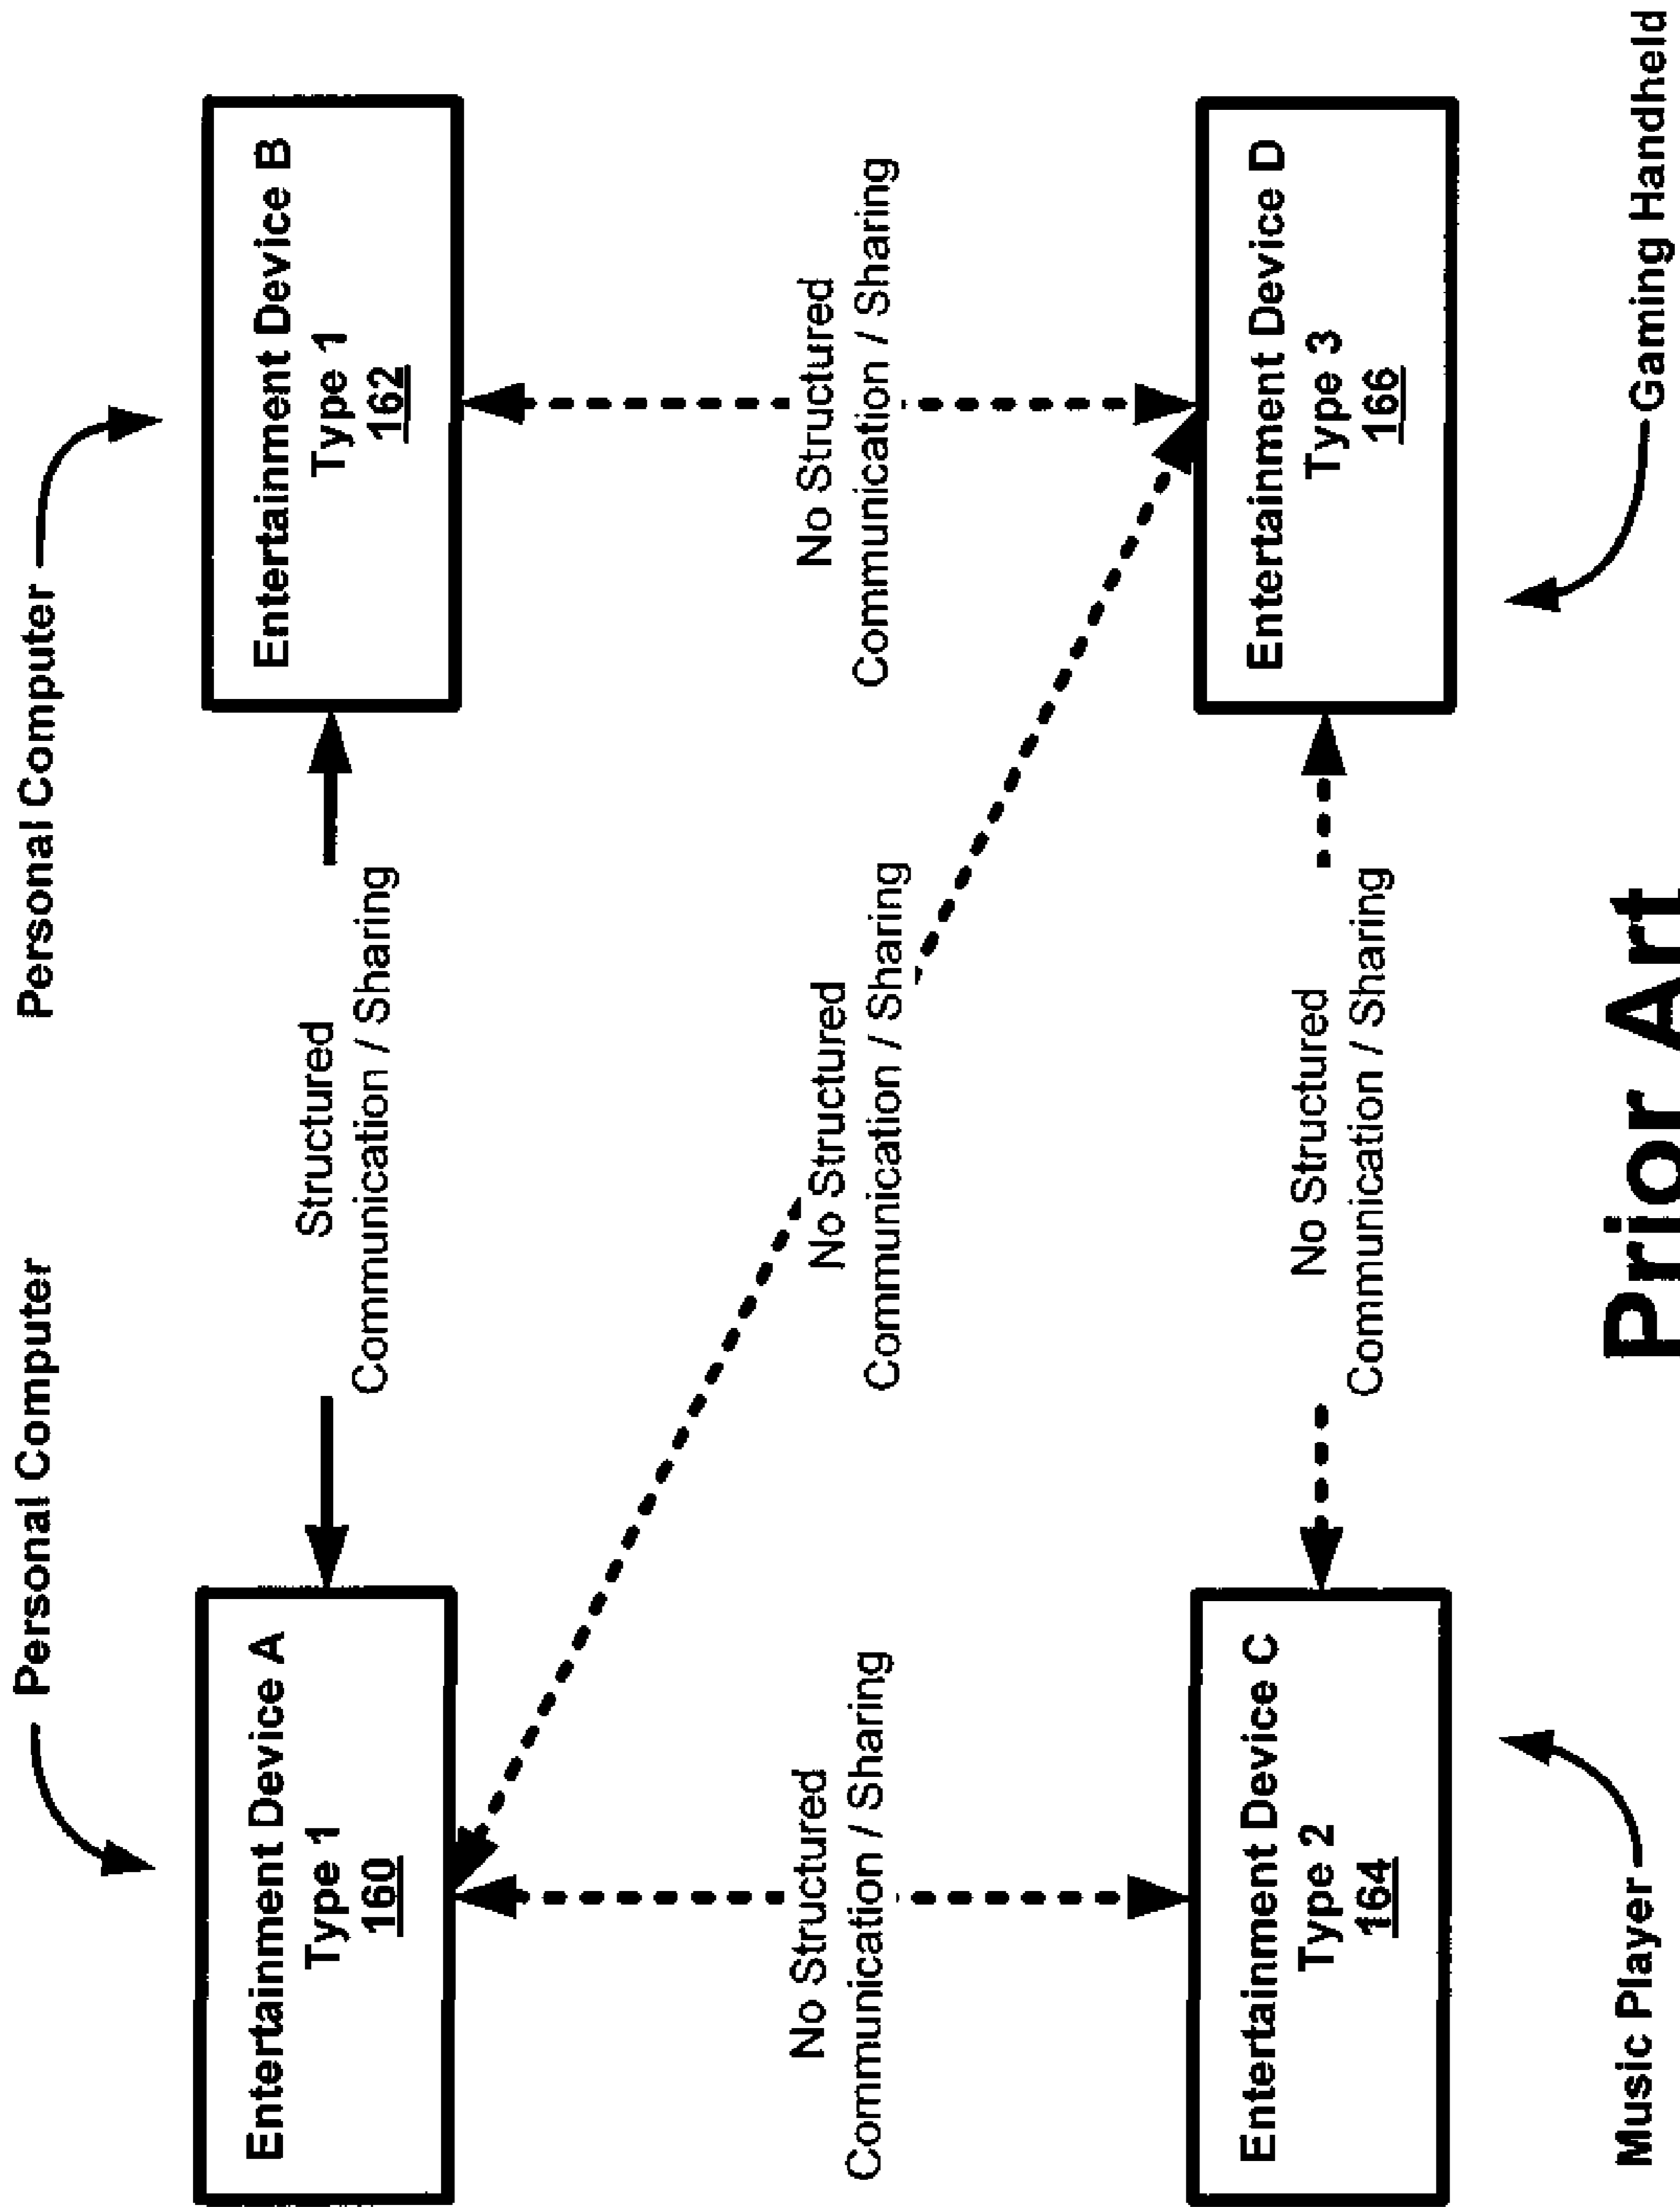 Personal Computer
Personal Computer
Entertainment Device A
Type 1
160
Structured
Communication / Sharing
Entertainment Device B
Type 1
162
No Structured
Communication / Sharing
No Structured
Communication / Sharing
No Structured
Communication / Sharing
Entertainment Device C
Type 2
164
No Structured
Communication / Sharing
Entertainment Device D
Type 3
166
Music Player
Prior Art
Gaming Handheld